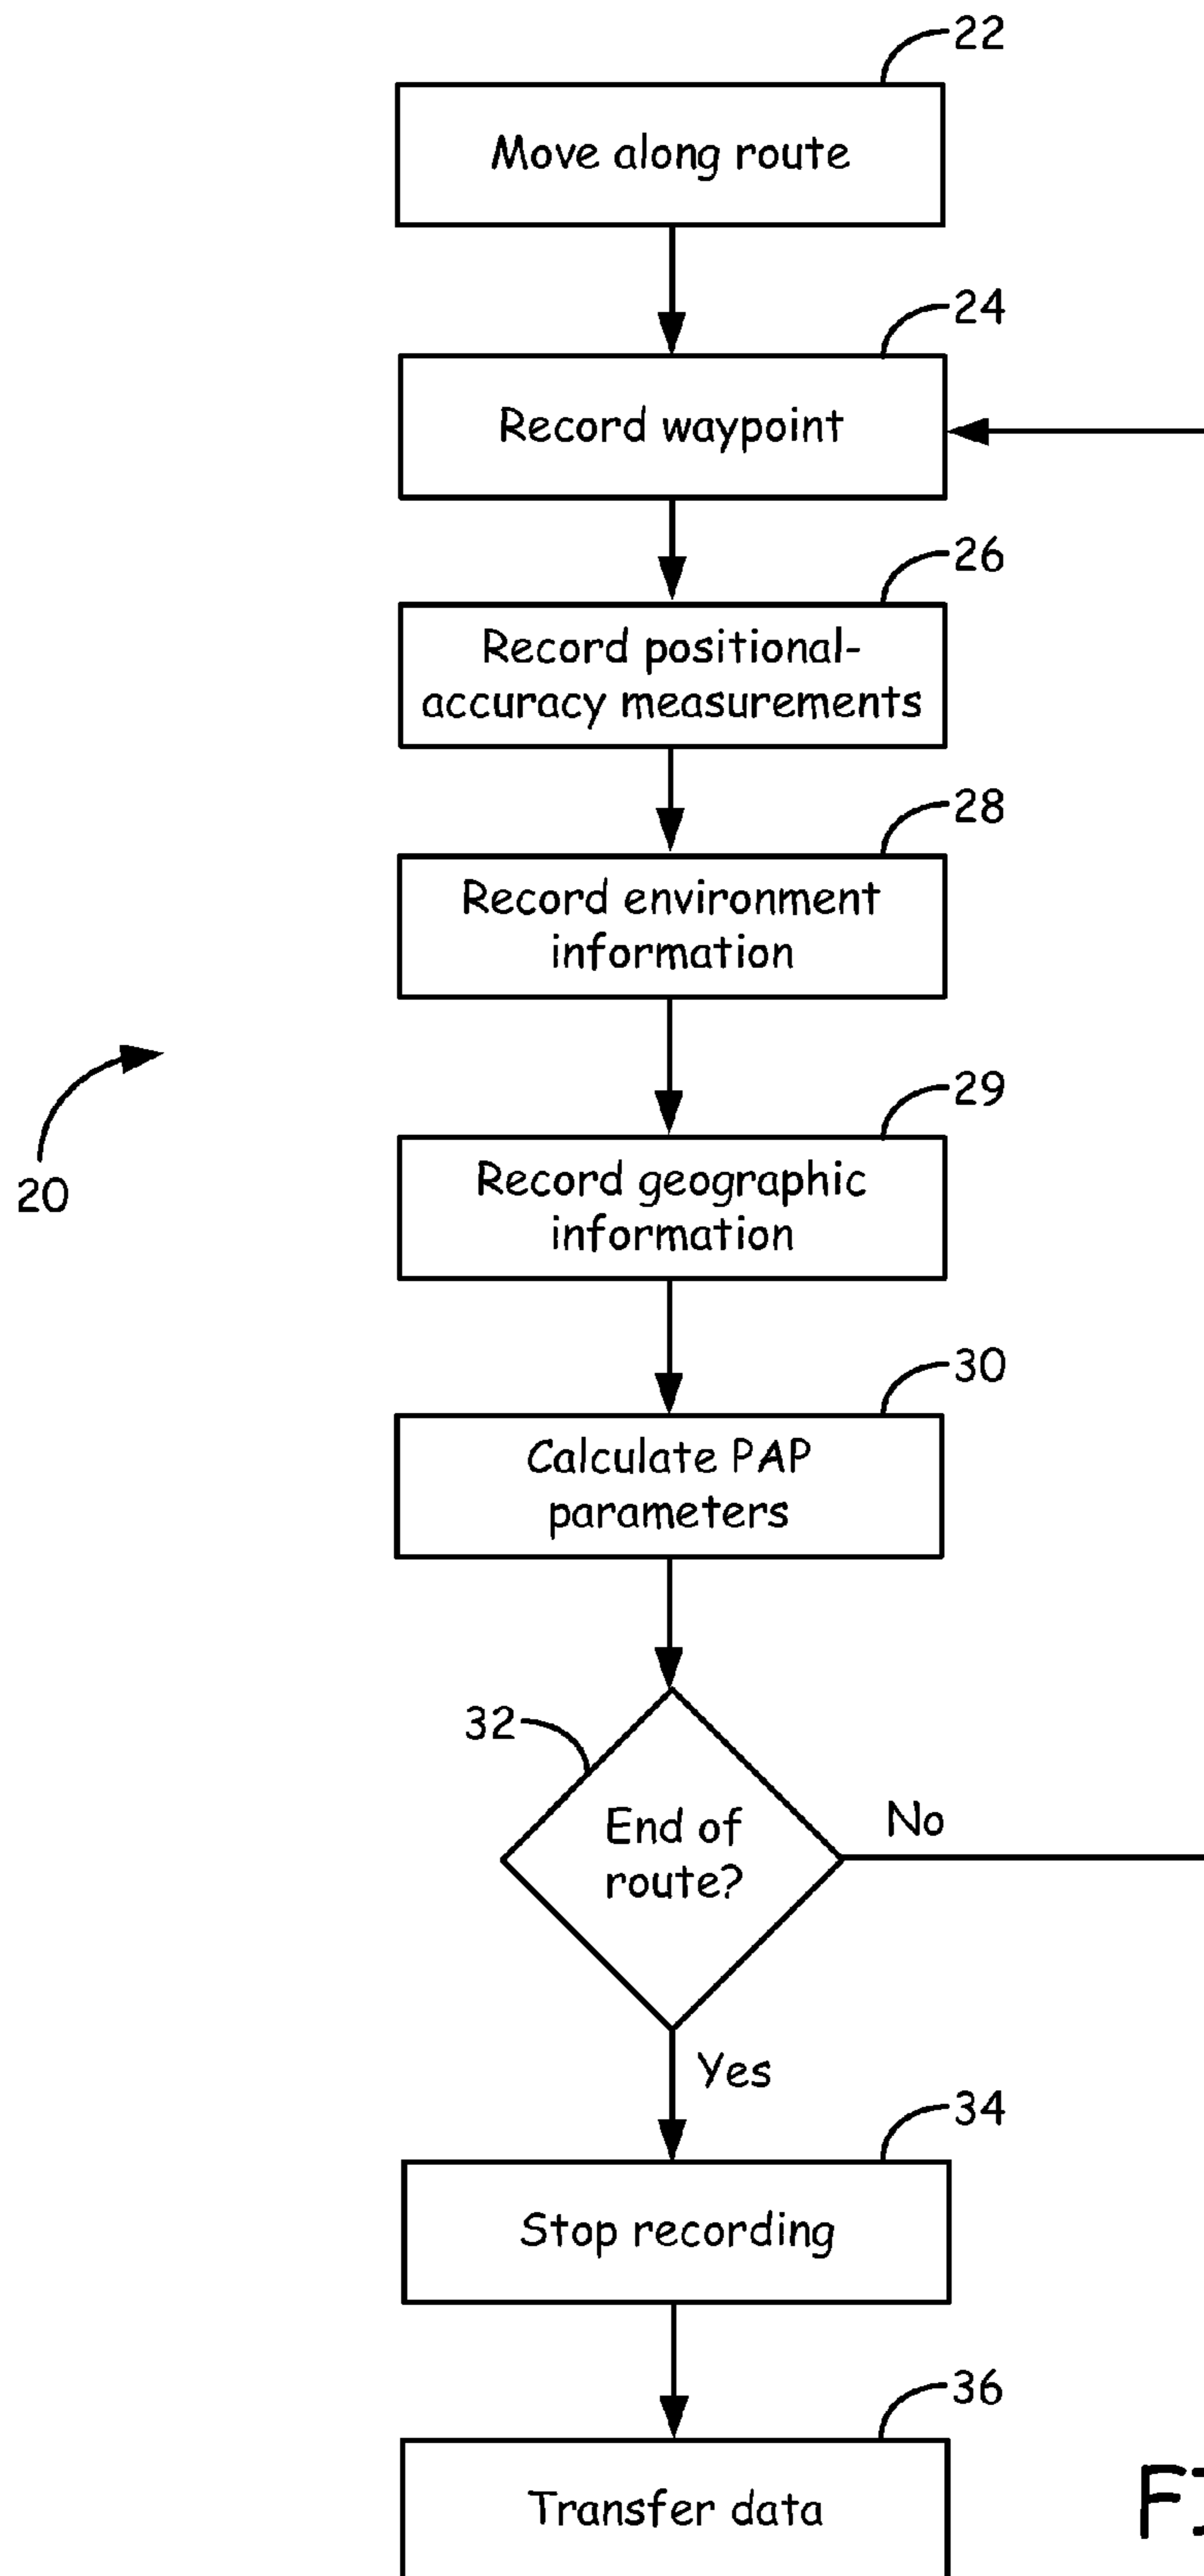 22
Move along route
24
Record waypoint
26
Record positional-
accuracy measurements
28
Record environment
information
20
29
Record geographic
information
30
Calculate PAP
parameters
32
End of
route?
No
Yes
34
Stop recording
36
Transfer data